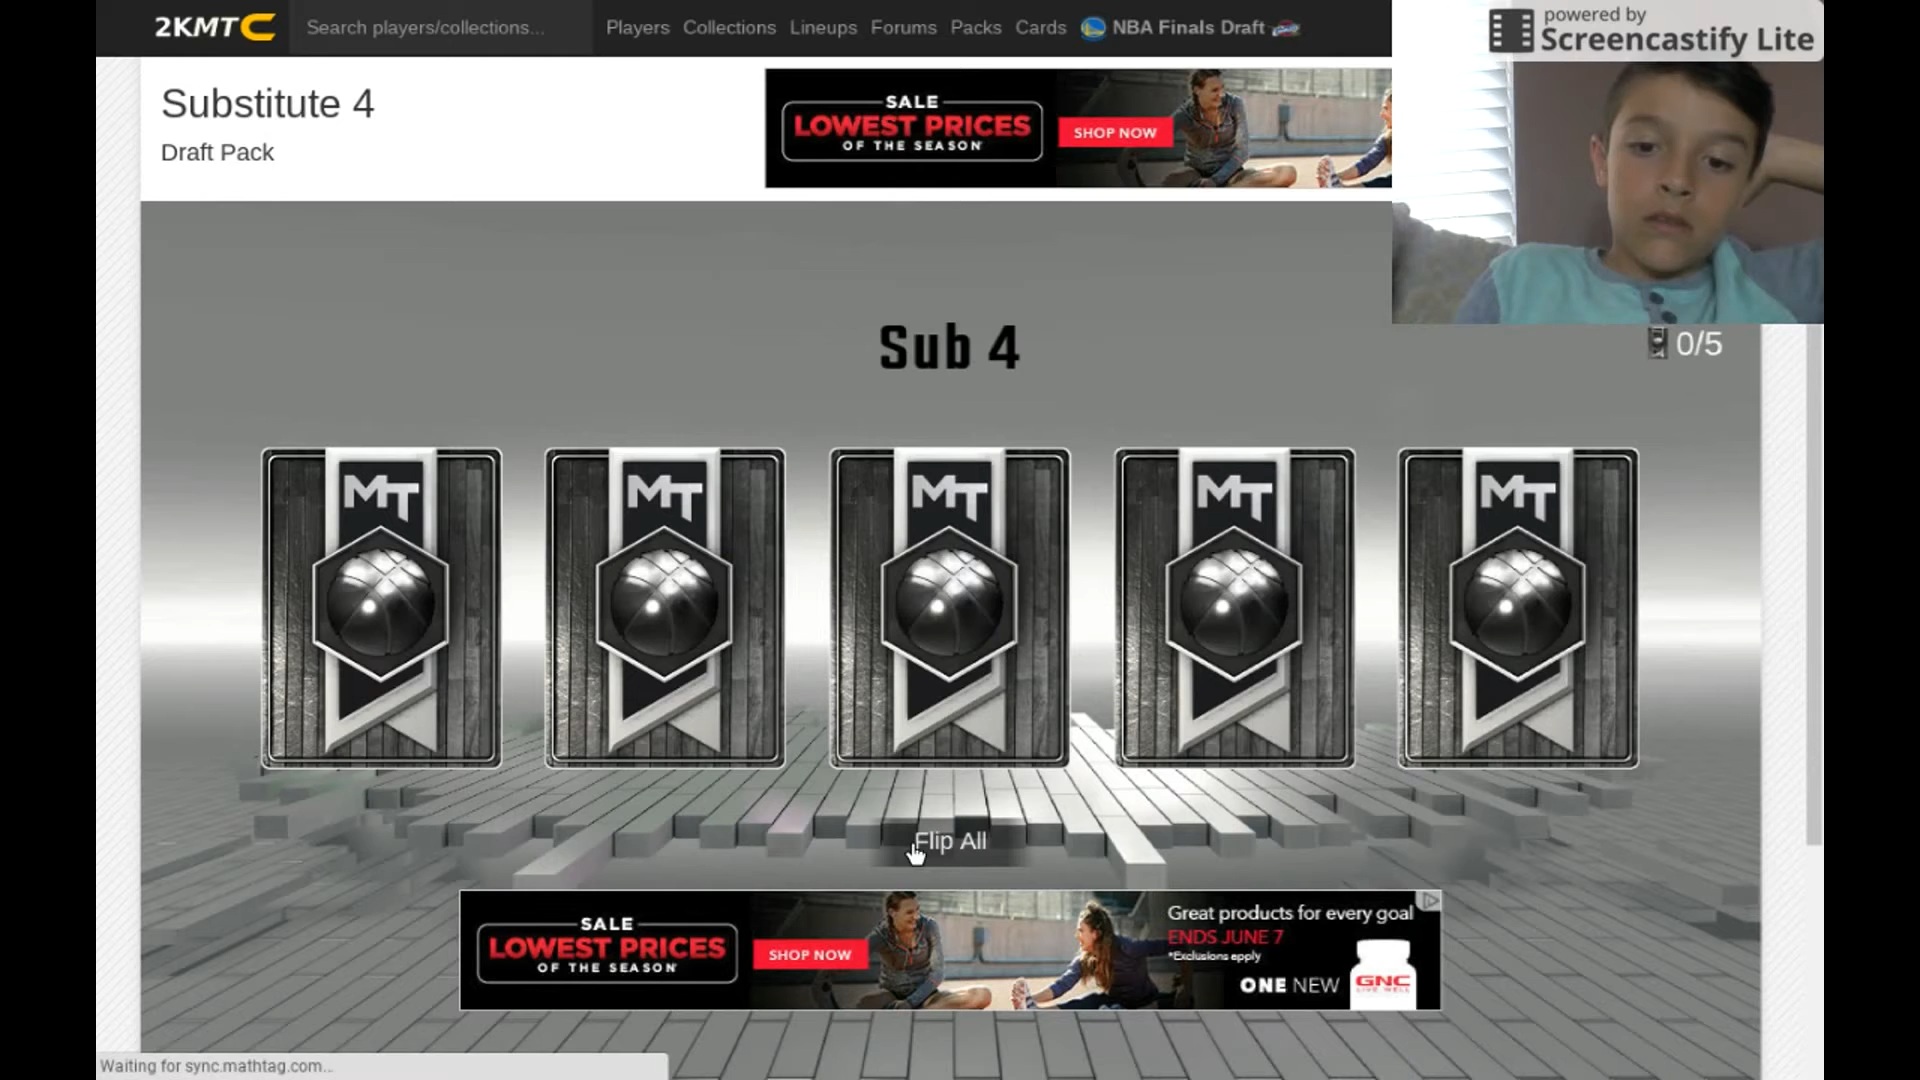 2KMTC Search players/collections... Players Collections Lineups Forums Packs Cards NBA Finals Draft
powered by
Screencastify Lite
Substitute 4
Draft Pack
SALE
LOWEST PRICES
OF THE SEASON
SHOP NOW
Sub 4
0/5
MT MT MT MT MT
Flip All
SALE
LOWEST PRICES
OF THE SEASON
SHOP NOW
Great products for every goal
ENDS JUNE 7
*Exclusions apply
ONE NEW GNC
LIVE WELL
Waiting for sync.mathtag.com...